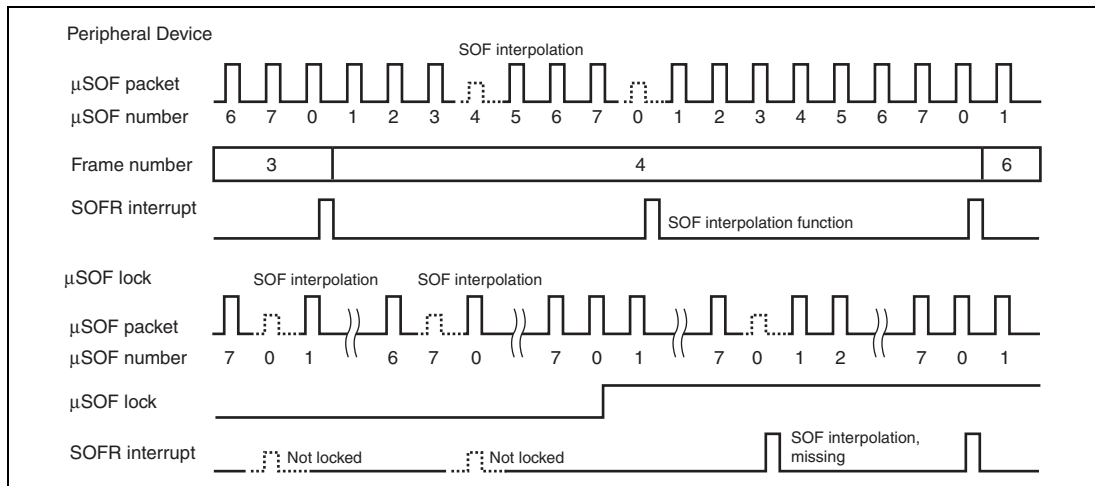 Peripheral Device
SOF interpolation
μSOF packet
μSOF number 6 7 0 1 2 3 4 5 6 7 0 1 2 3 4 5 6 7 0 1
Frame number 3 4 6
SOFR interrupt
SOF interpolation function
μSOF lock
SOF interpolation SOF interpolation
μSOF packet
μSOF number 7 0 1 6 7 0 7 0 1 7 0 1 2 7 0 1
μSOF lock
SOFR interrupt Not locked Not locked SOF interpolation,
missing